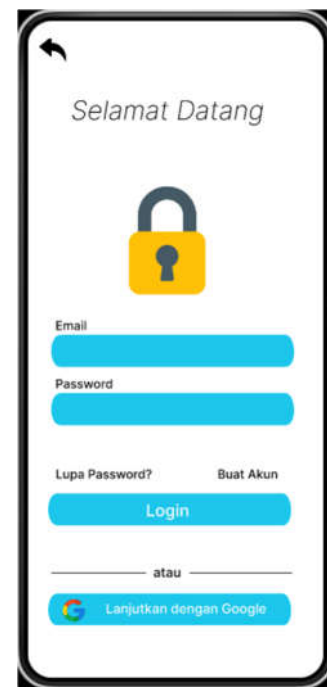 Selamat Datang
Email
Password
Lupa Password? Buat Akun
Login
atau
Lanjutkan dengan Google